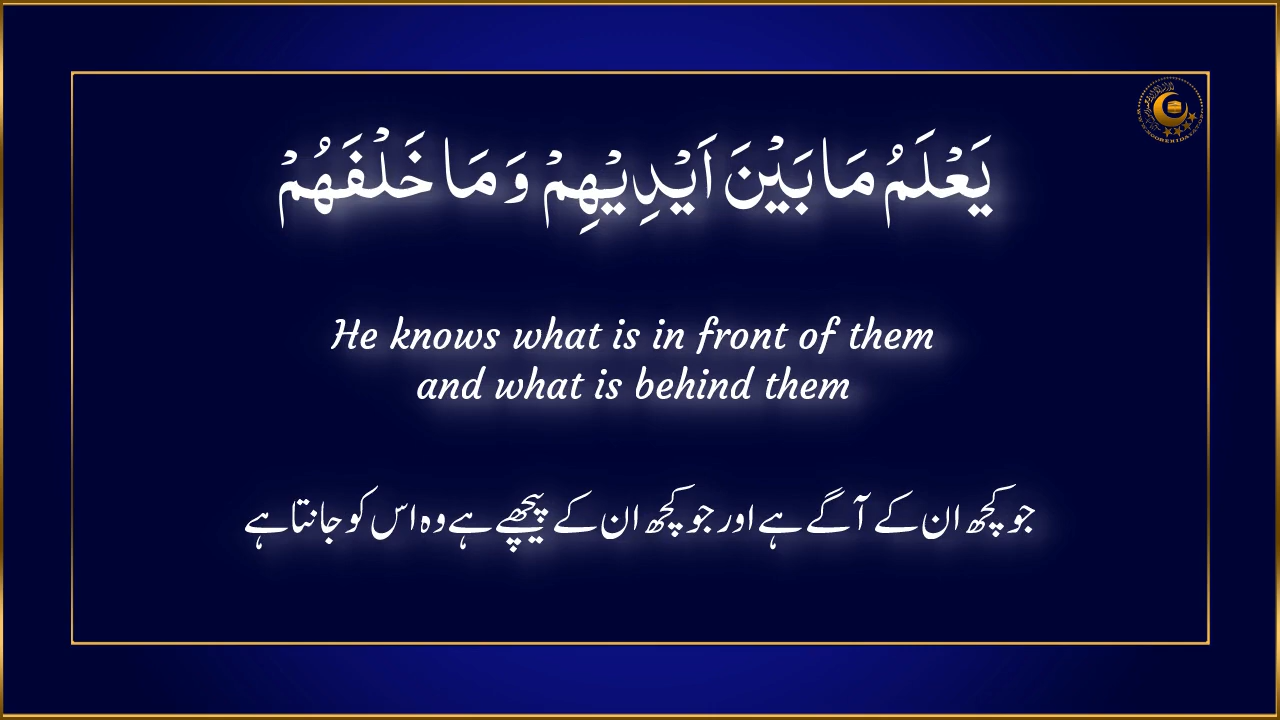 يَعْلَمُ مَا بَيْنَ اَيْدِيْهِمْ وَمَا خَلْفَهُمْ
He knows what is in front of them
and what is behind them
جو کچھ ان کے آگے ہے اور جو کچھ ان کے پیچھے ہے وہ اس کو جانتا ہے